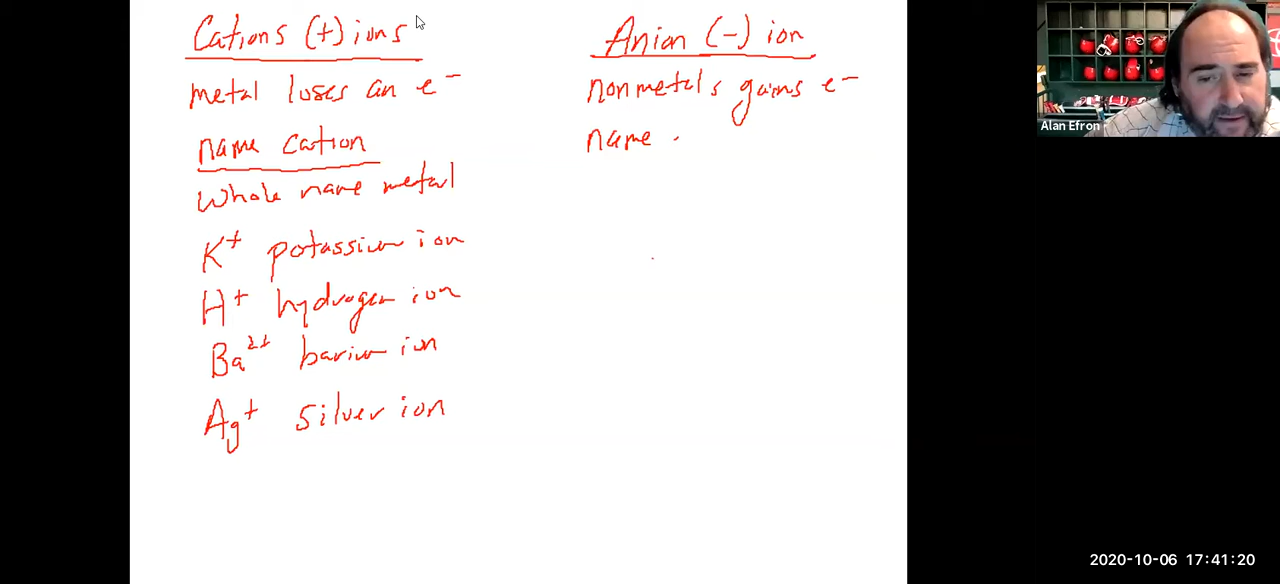 Cations (+) ions
metal loses an e⁻
name cation
whole name metal
K⁺ potassium ion
H⁺ hydrogen ion
Ba²⁺ barium ion
Ag⁺ silver ion
Anion (-) ion
nonmetals gains e⁻
name
Alan Efron
2020-10-06 17:41:20